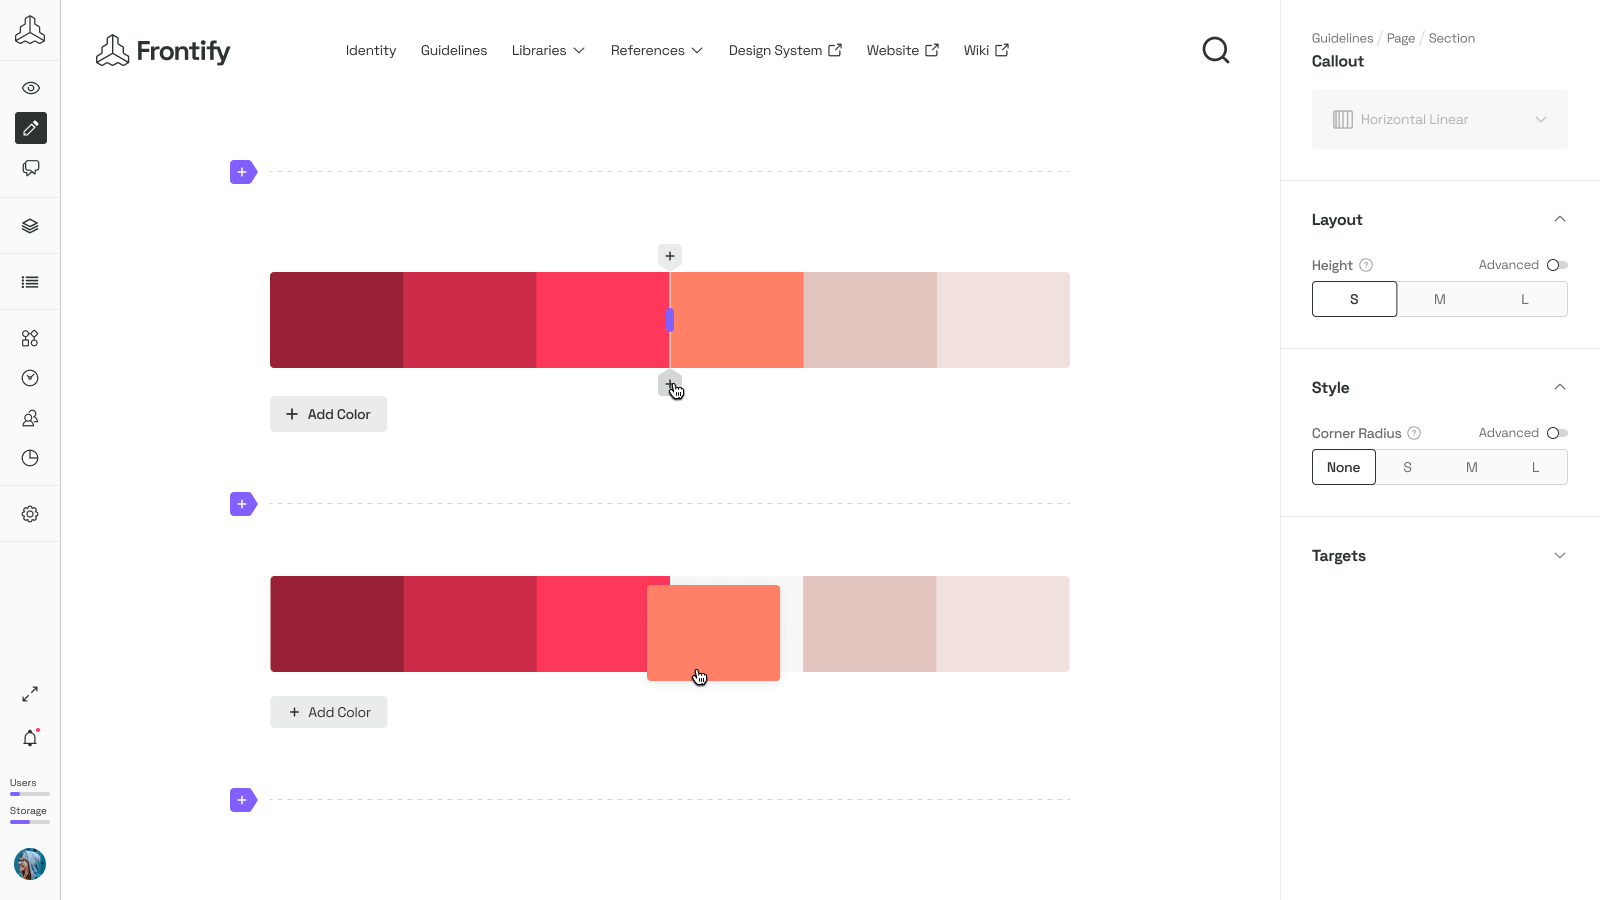 Frontify
Identity Guidelines Libraries References Design System Website Wiki
Guidelines / Page / Section
Callout
Horizontal Linear
Layout
Height ? Advanced
S M L
+ Add Color
Style
Corner Radius ? Advanced
None S M L
Targets
+ Add Color
Users
Storage